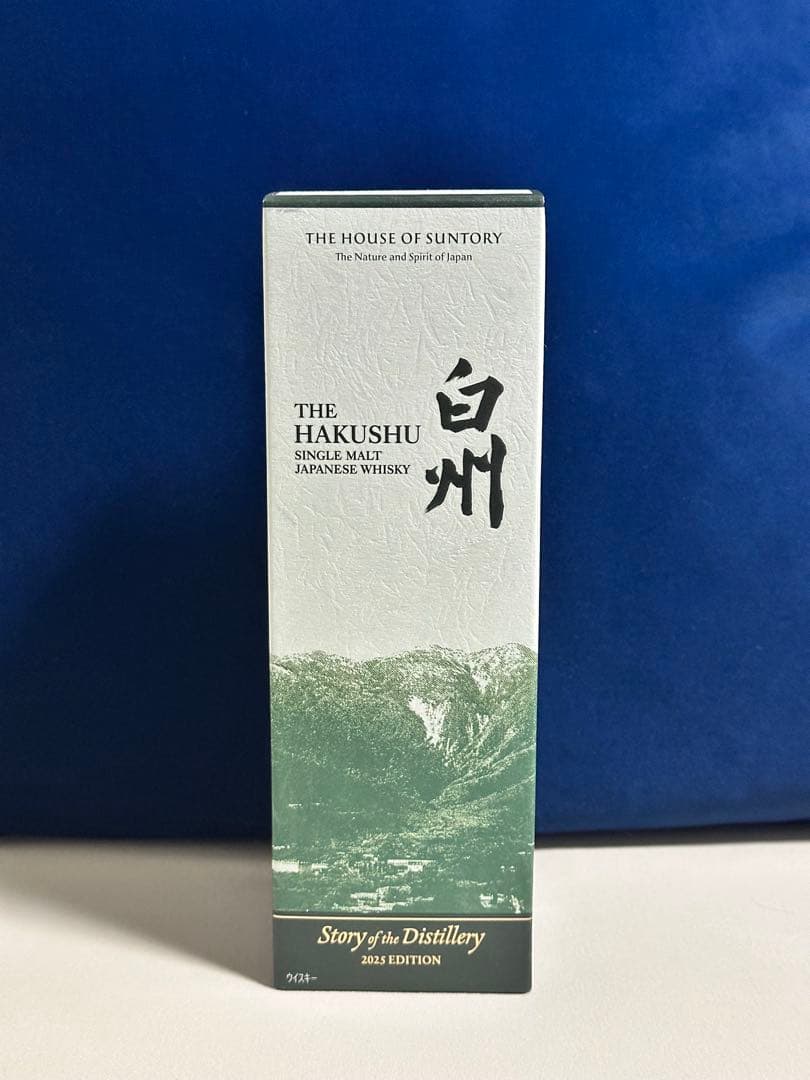 THE HOUSE OF SUNTORY
The Nature and Spirit of Japan
白州
THE
HAKUSHU
SINGLE MALT
JAPANESE WHISKY
Story of the Distillery
2025 EDITION
ウイスキー